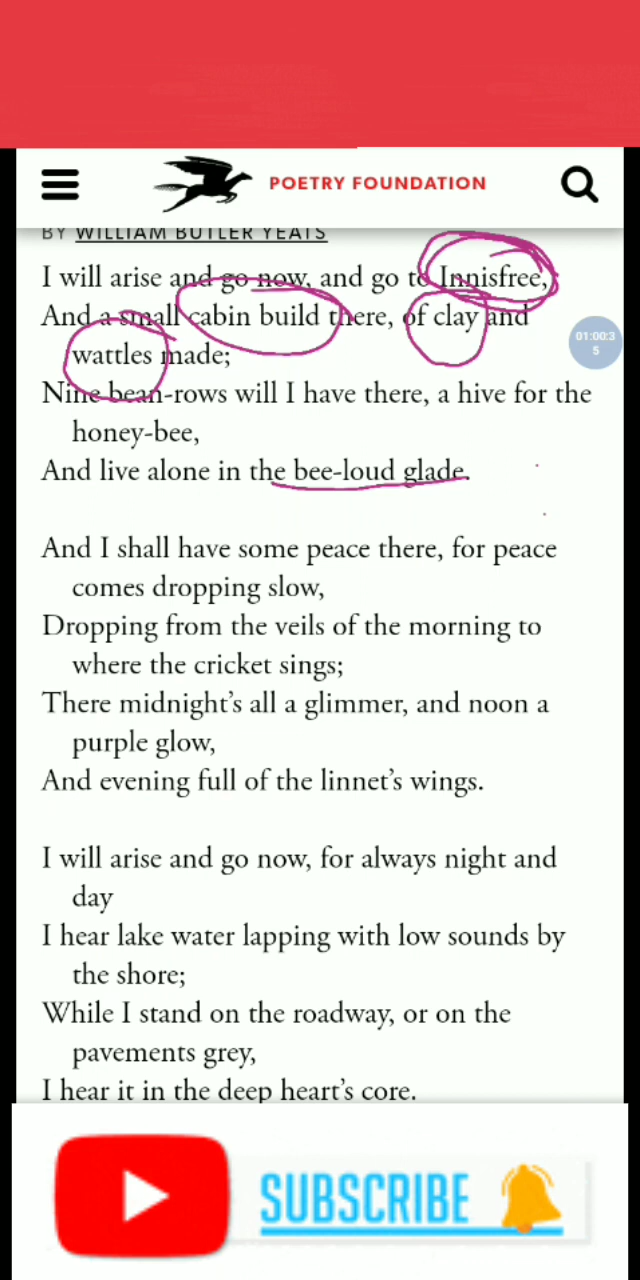 POETRY FOUNDATION
BY WILLIAM BUTLER YEATS
I will arise and go now, and go to Innisfree,
And a small cabin build there, of clay and
wattles made;
Nine bean-rows will I have there, a hive for the
honey-bee,
And live alone in the bee-loud glade.
And I shall have some peace there, for peace
comes dropping slow,
Dropping from the veils of the morning to
where the cricket sings;
There midnight’s all a glimmer, and noon a
purple glow,
And evening full of the linnet’s wings.
I will arise and go now, for always night and
day
I hear lake water lapping with low sounds by
the shore;
While I stand on the roadway, or on the
pavements grey,
I hear it in the deep heart’s core.
01:00:3
5
SUBSCRIBE